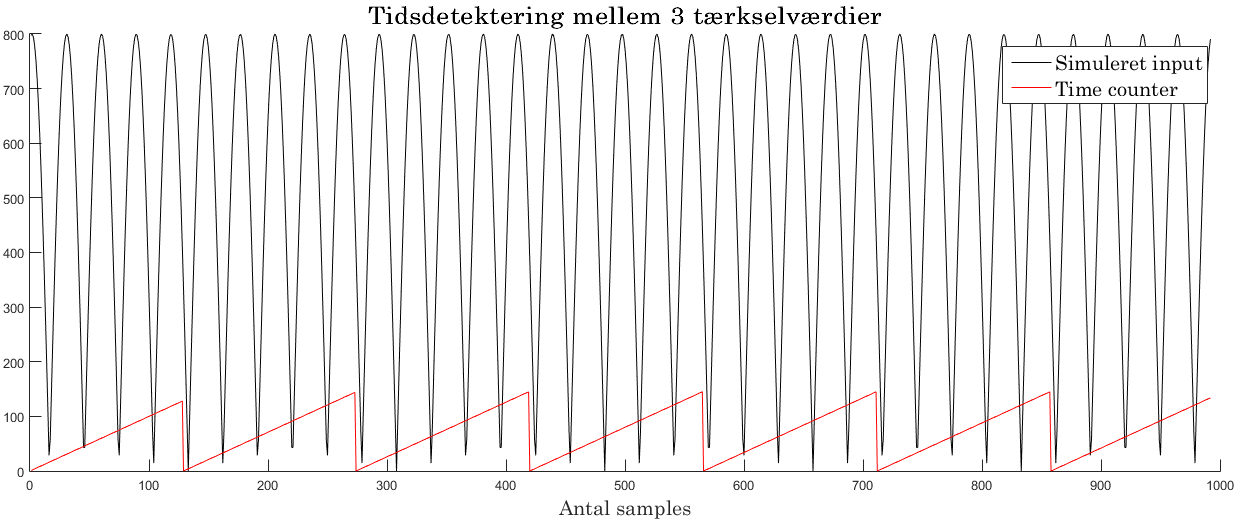 Tidsdetektering mellem 3 tærkselværdier
800
700
600
500
400
300
200
100
0
Simuleret input
Time counter
0 100 200 300 400 500 600 700 800 900 1000
Antal samples